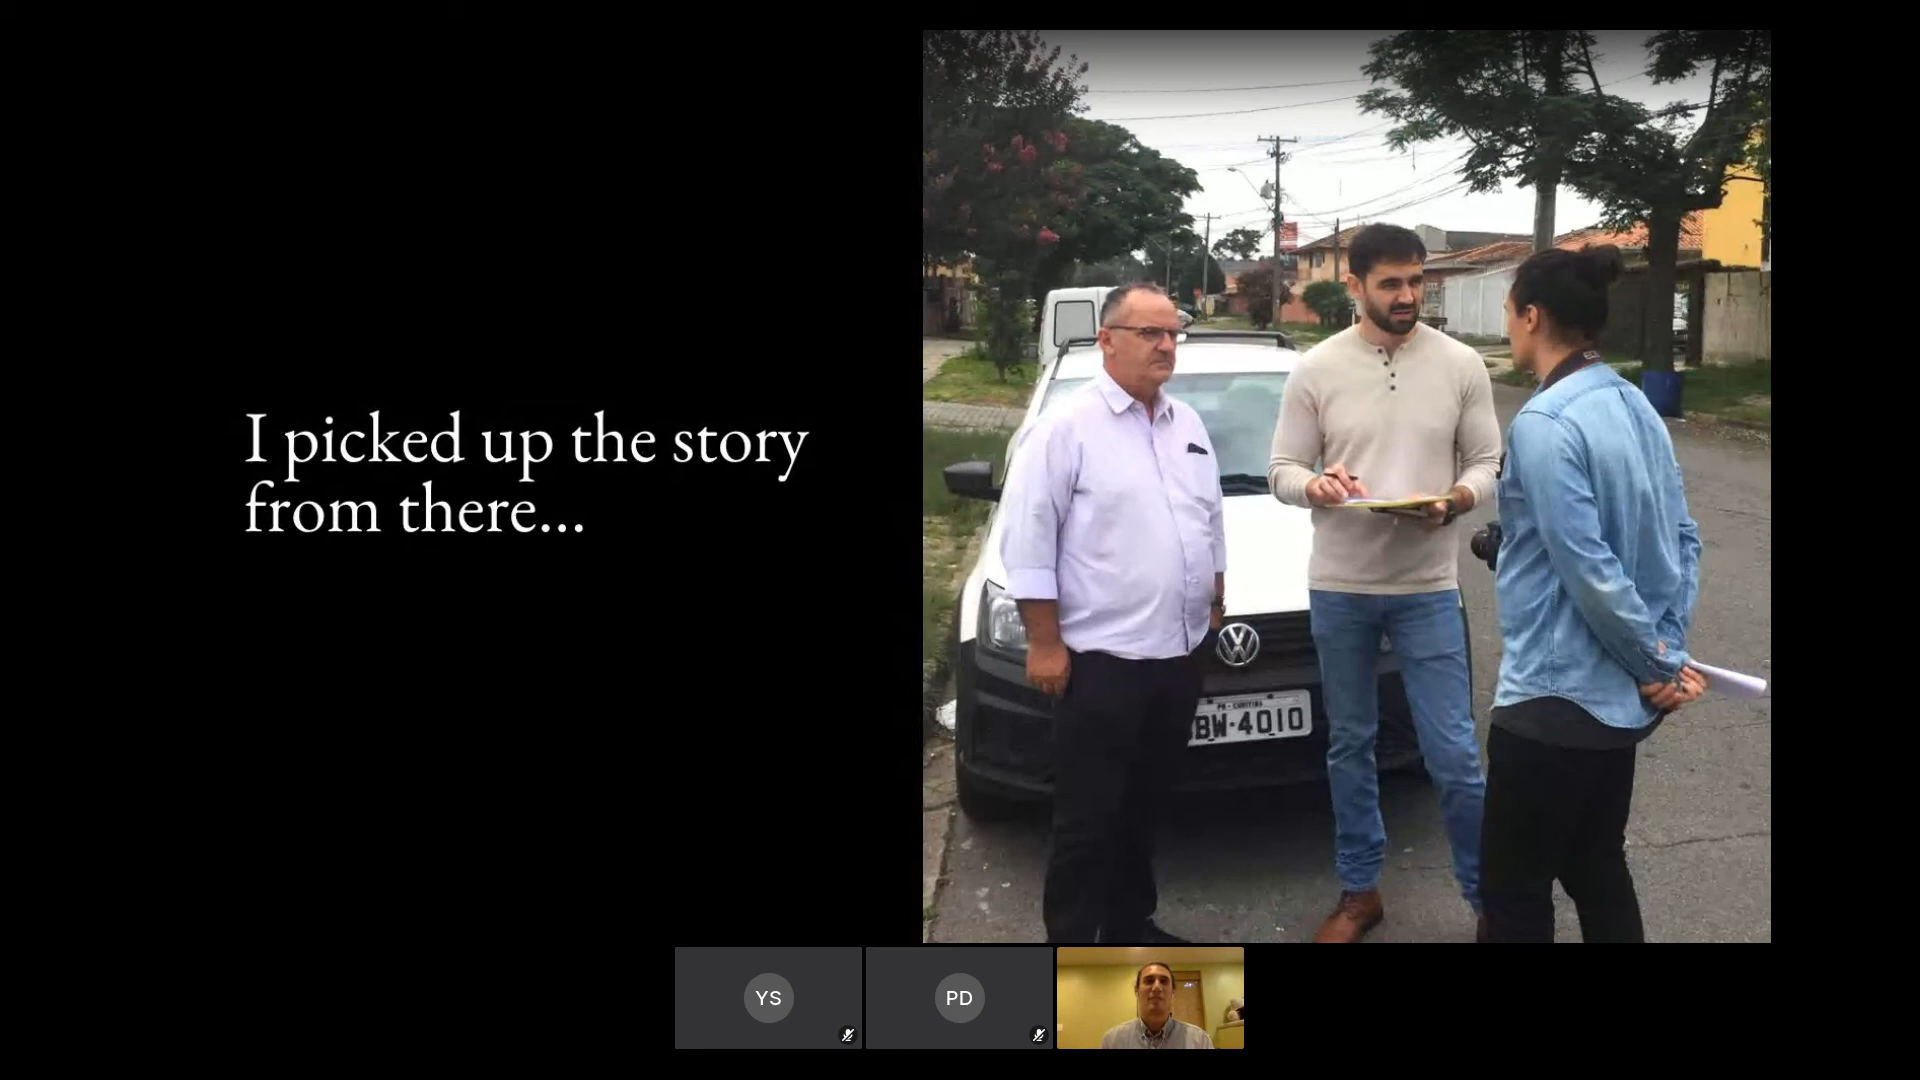 I picked up the story
from there...
PR - CURITIBA
BW-4010
YS
PD